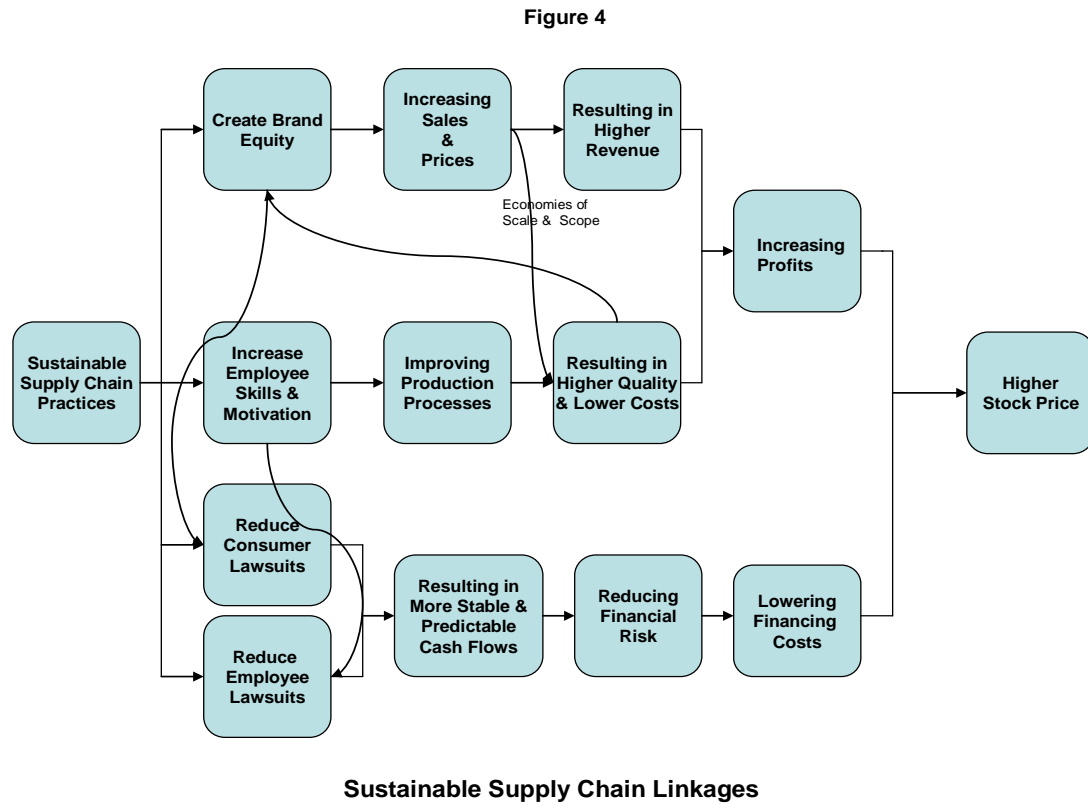 Figure 4
Create Brand
Equity
Increasing
Sales
&
Prices
Resulting in
Higher
Revenue
Economies of
Scale & Scope
Increasing
Profits
Sustainable
Supply Chain
Practices
Increase
Employee
Skills &
Motivation
Improving
Production
Processes
Resulting in
Higher Quality
& Lower Costs
Higher
Stock Price
Reduce
Consumer
Lawsuits
Resulting in
More Stable &
Predictable
Cash Flows
Reducing
Financial
Risk
Lowering
Financing
Costs
Reduce
Employee
Lawsuits
Sustainable Supply Chain Linkages